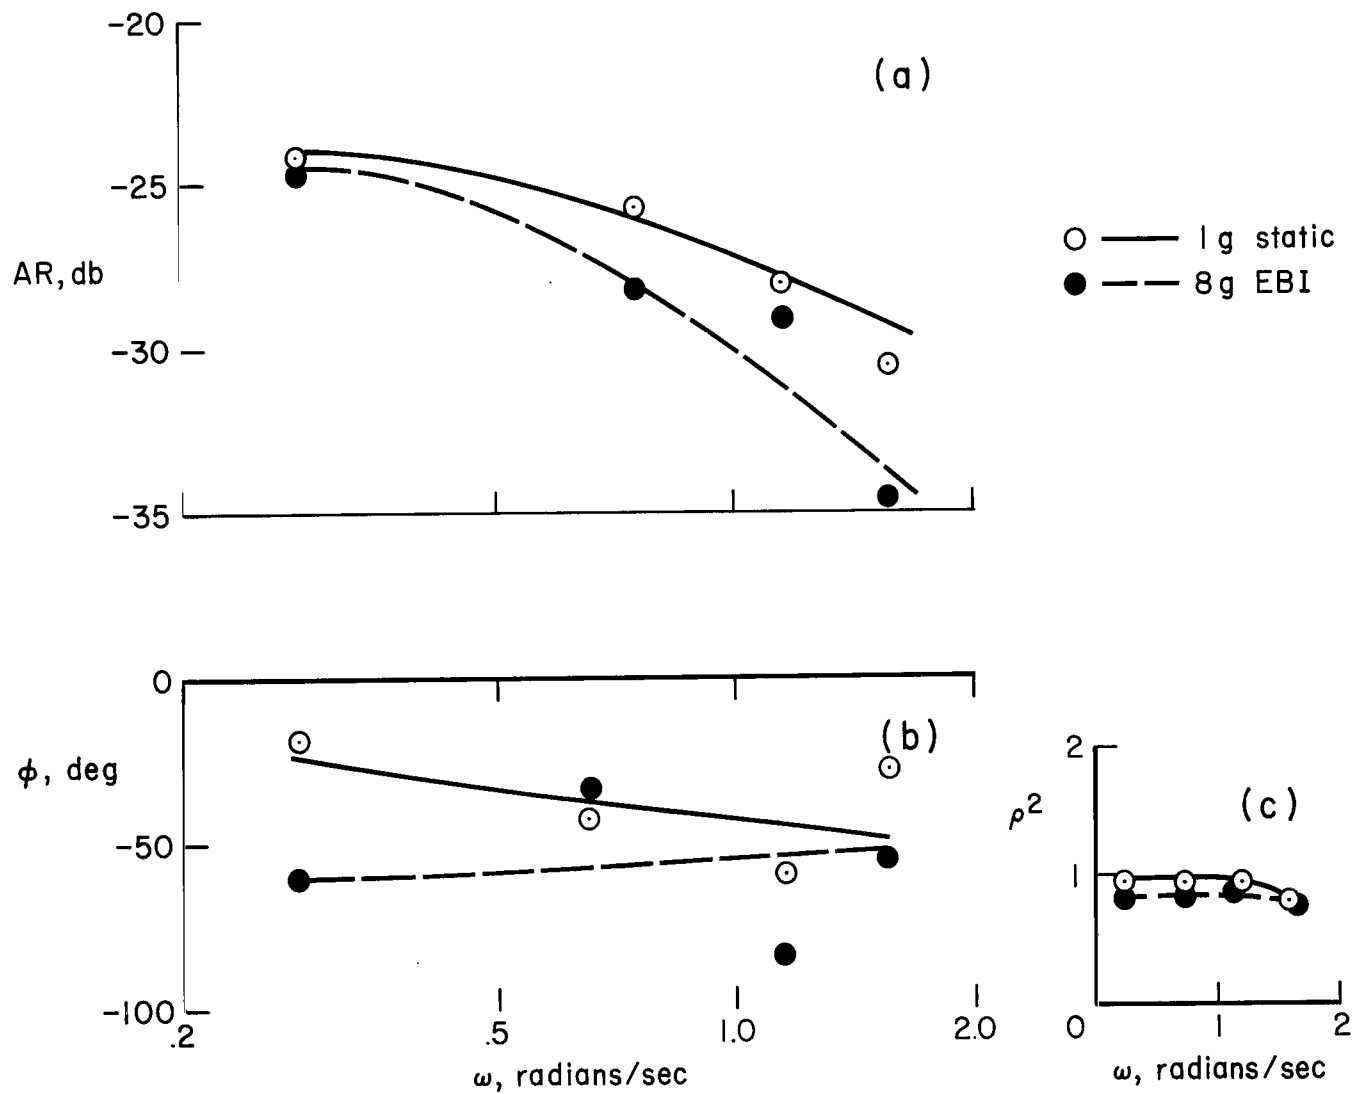 -20
(a)
-25
AR, db
1g static
8g EBI
-30
-35
0
(b)
ϕ, deg
-50
-100
.2
.5
1.0
2.0
ω, radians/sec
2
ρ²
(c)
1
0
1
2
ω, radians/sec